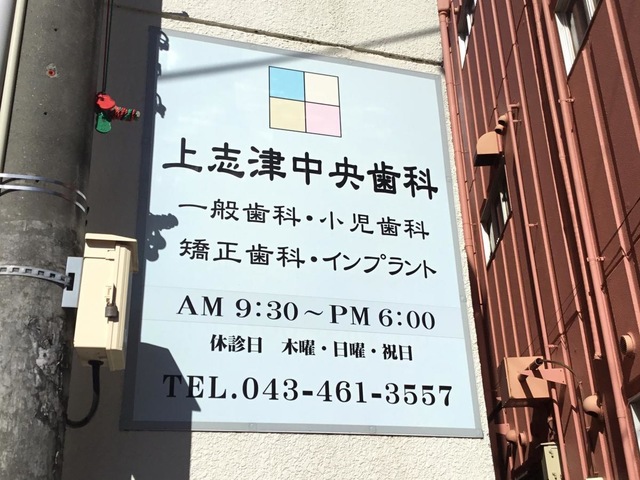 上志津中央歯科
一般歯科・小児歯科
矯正歯科・インプラント
AM 9:30～PM 6:00
休診日 木曜・日曜・祝日
TEL.043-461-3557